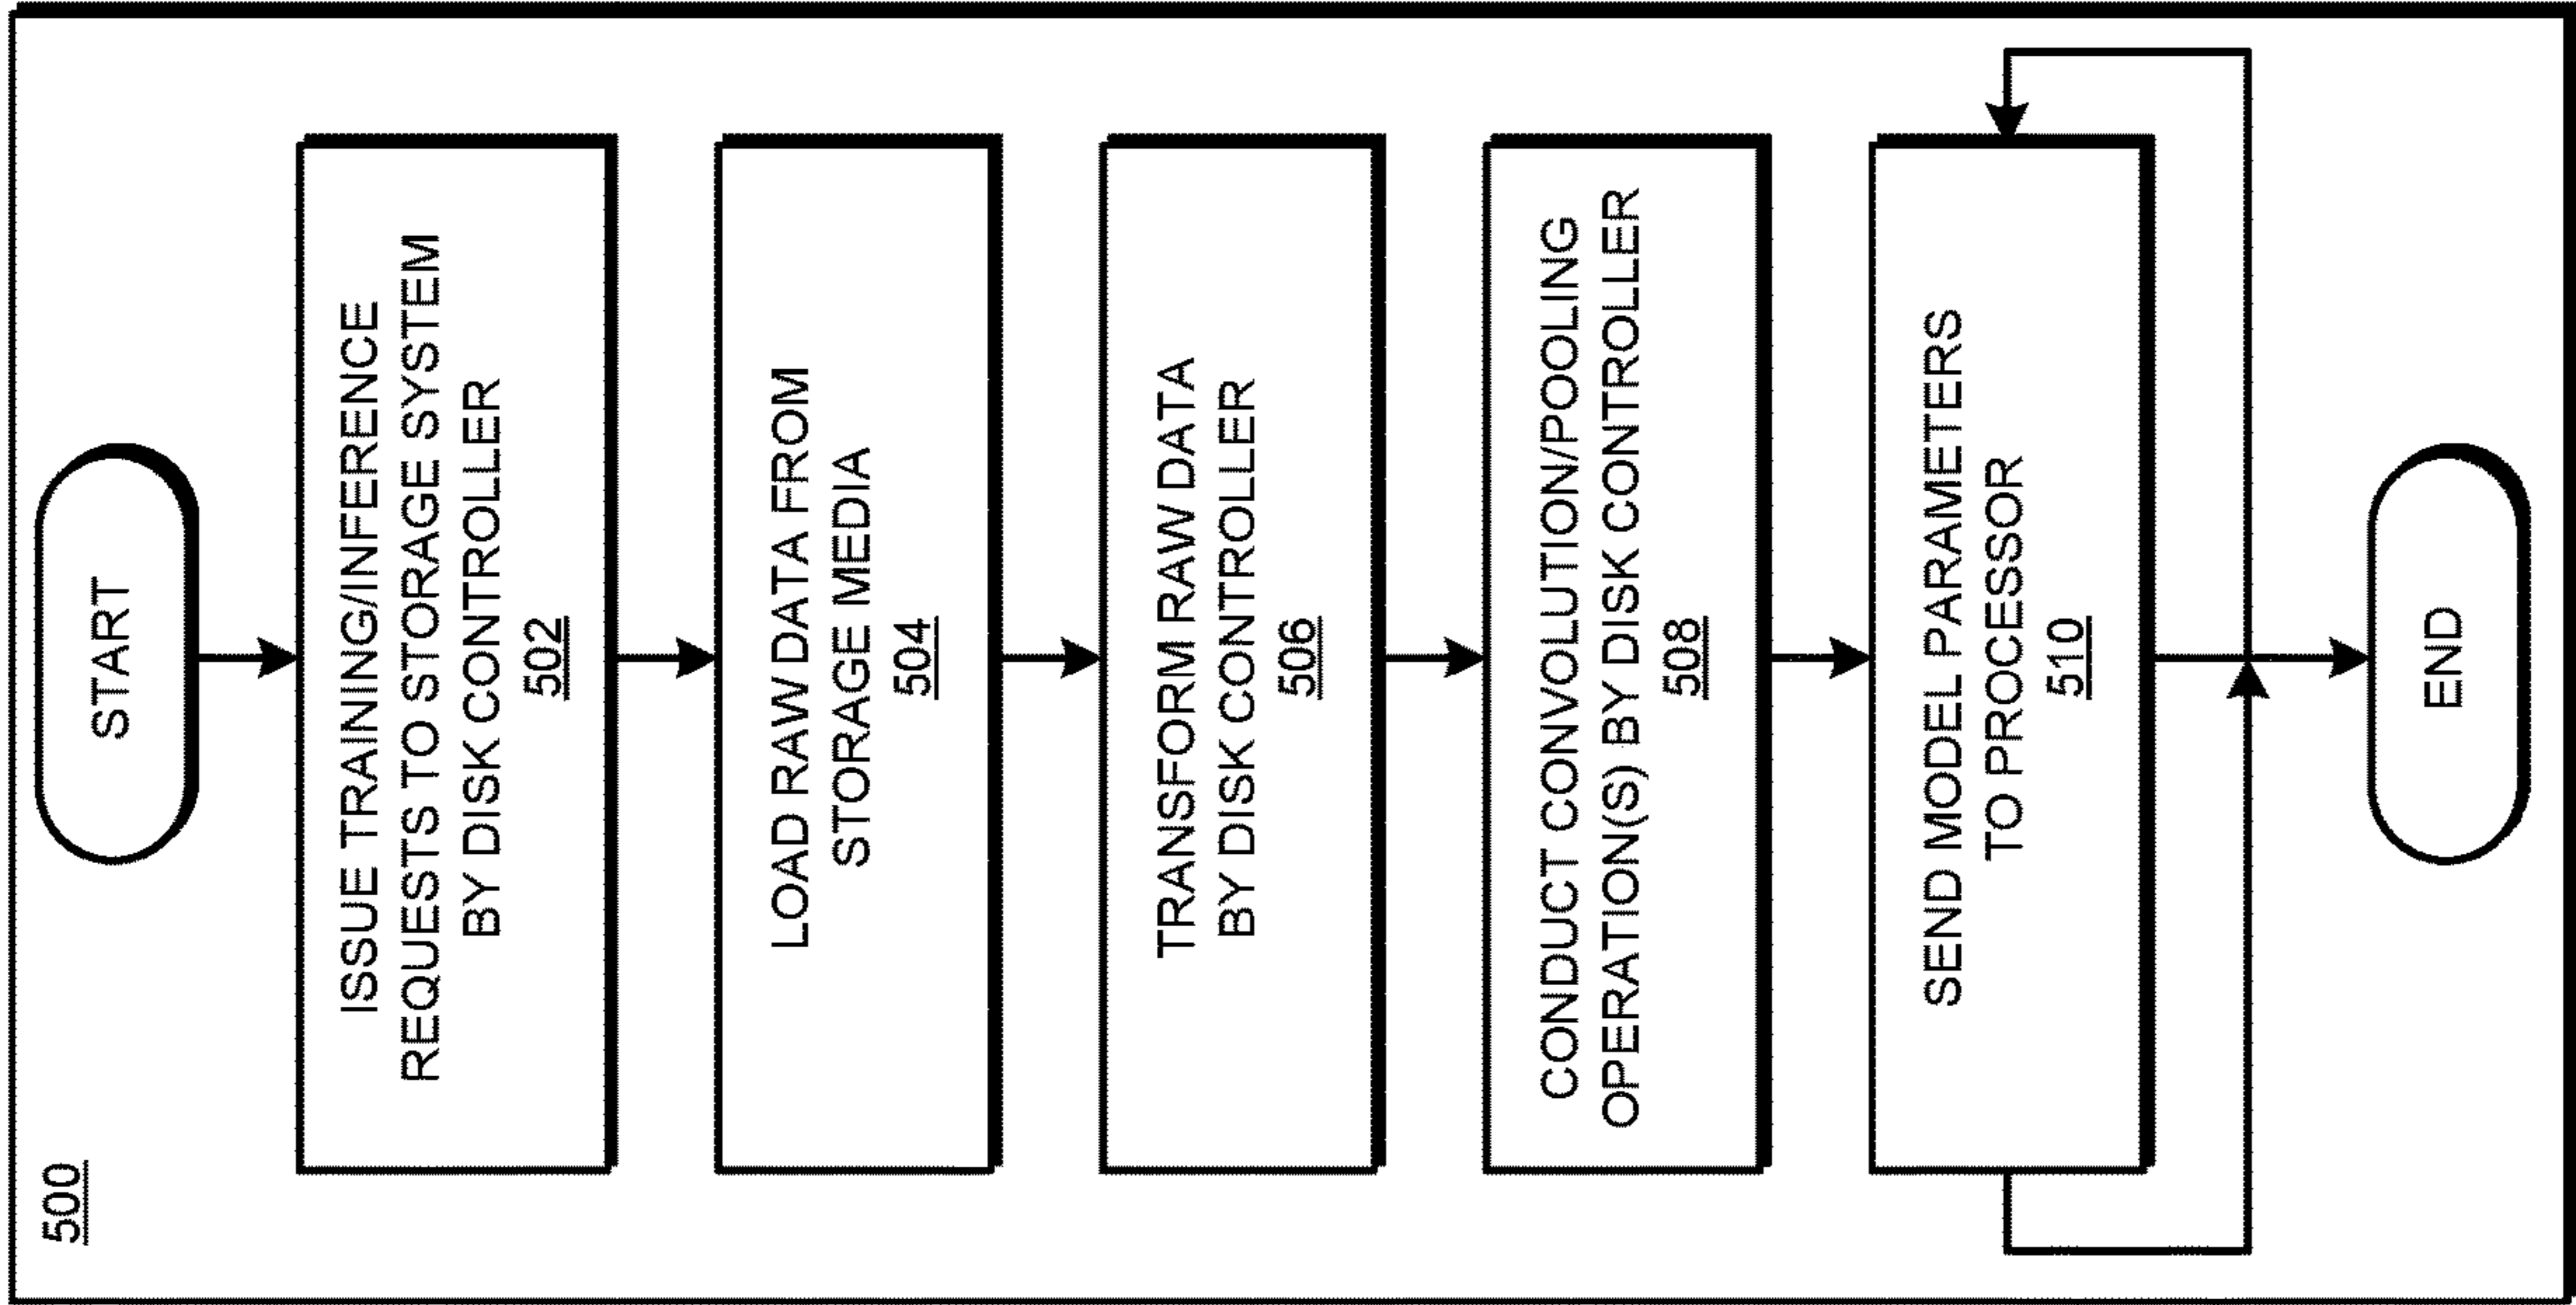 500
START
ISSUE TRAINING/INFERENCE
REQUESTS TO STORAGE SYSTEM
BY DISK CONTROLLER
502
LOAD RAW DATA FROM
STORAGE MEDIA
504
TRANSFORM RAW DATA
BY DISK CONTROLLER
506
CONDUCT CONVOLUTION/POOLING
OPERATION(S) BY DISK CONTROLLER
508
SEND MODEL PARAMETERS
TO PROCESSOR
510
END